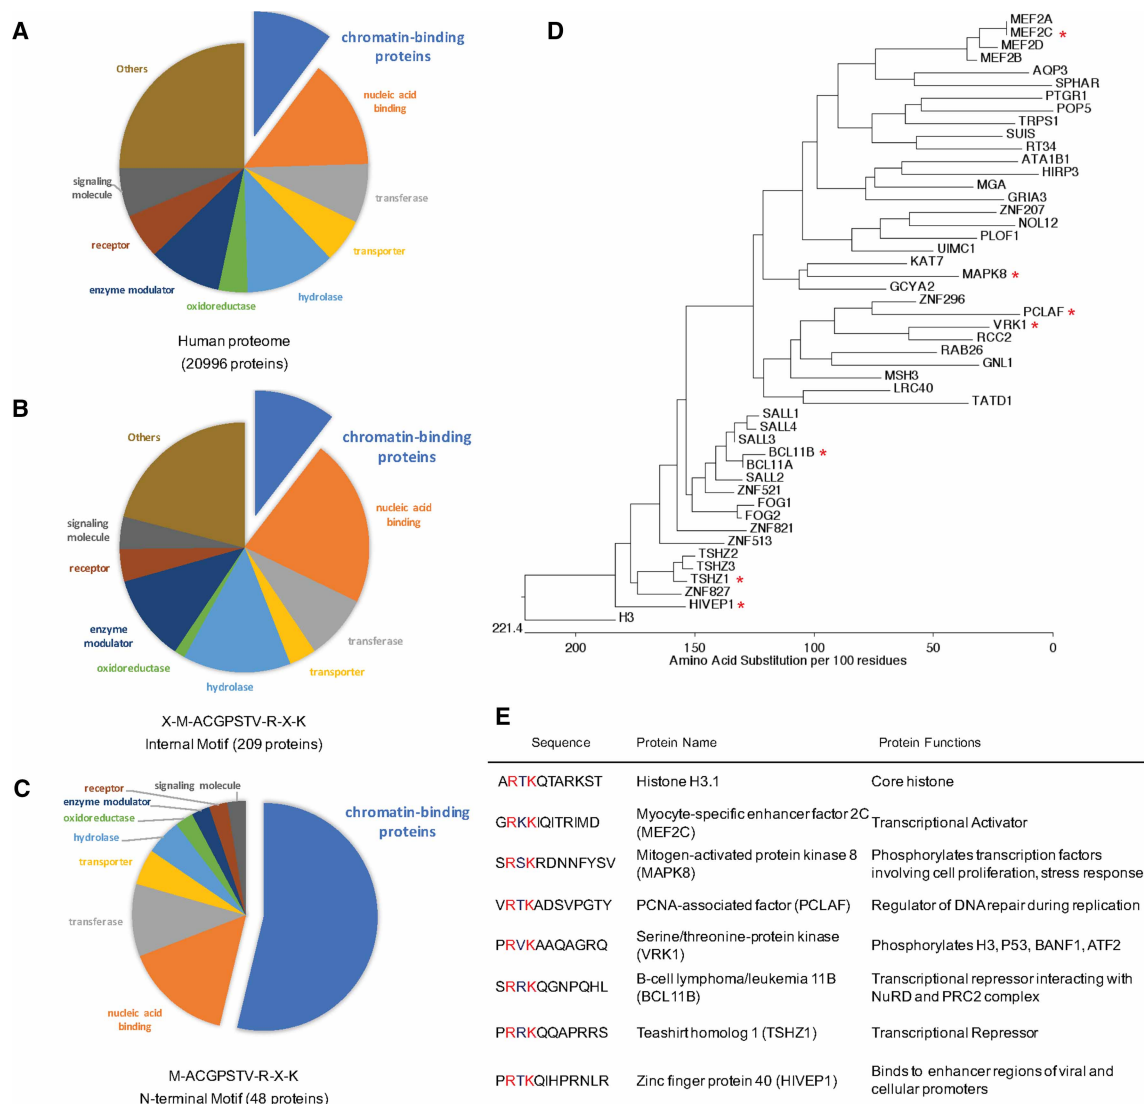 A
chromatin-binding
proteins
Others
nucleic acid
binding
signaling
molecule
transferase
receptor
transporter
enzyme modulator
hydrolase
oxidoreductase
Human proteome
(20996 proteins)
B
chromatin-binding
proteins
Others
nucleic acid
binding
signaling
molecule
receptor
enzyme
modulator
transferase
oxidoreductase
transporter
hydrolase
X-M-ACGPSTV-R-X-K
Internal Motif (209 proteins)
C
receptor
signaling molecule
enzyme modulator
oxidoreductase
chromatin-binding
proteins
hydrolase
transporter
transferase
nucleic acid
binding
M-ACGPSTV-R-X-K
N-terminal Motif (48 proteins)
D
MEF2A
MEF2C *
MEF2D
MEF2B
AQP3
SPHAR
PTGR1
POP5
TRPS1
SUIS
RT34
ATA1B1
HIRP3
MGA
GRIA3
ZNF207
NOL12
PLOF1
UIMC1
KAT7
MAPK8 *
GCYA2
ZNF296
PCLAF *
VRK1 *
RCC2
RAB26
GNL1
MSH3
LRC40
TATD1
SALL1
SALL4
SALL3
BCL11B *
BCL11A
SALL2
ZNF521
FOG1
FOG2
ZNF821
ZNF513
TSHZ2
TSHZ3
TSHZ1 *
ZNF827
HIVEP1 *
H3
221.4
200 150 100 50 0
Amino Acid Substitution per 100 residues
E
Sequence Protein Name Protein Functions
ARTKQTARKST Histone H3.1 Core histone
GRKKIQITRIMD Myocyte-specific enhancer factor 2C (MEF2C) Transcriptional Activator
SRSKRDNNFYSV Mitogen-activated protein kinase 8 (MAPK8) Phosphorylates transcription factors involving cell proliferation, stress response
VRTKADSVPGTY PCNA-associated factor (PCLAF) Regulator of DNA repair during replication
PRVKAAQAGRQ Serine/threonine-protein kinase (VRK1) Phosphorylates H3, P53, BANF1, ATF2
SRRKQGNPQHL B-cell lymphoma/leukemia 11B (BCL11B) Transcriptional repressor interacting with NuRD and PRC2 complex
PRRKQQAPRRS Teashirt homolog 1 (TSHZ1) Transcriptional Repressor
PRTKQIHPRNLR Zinc finger protein 40 (HIVEP1) Binds to enhancer regions of viral and cellular promoters